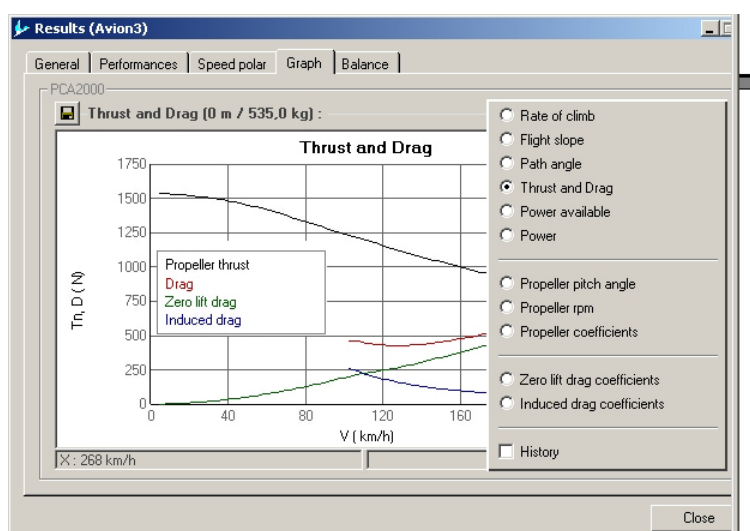 Results (Avion3)
General
Performances
Speed polar
Graph
Balance
PCA2000
Thrust and Drag (0 m / 535,0 kg) :
Thrust and Drag
1750
1500
1250
1000
750
500
250
0
Tn, D ( N)
Propeller thrust
Drag
Zero lift drag
Induced drag
0
40
80
120
160
V ( km/h)
X : 268 km/h
Rate of climb
Flight slope
Path angle
Thrust and Drag
Power available
Power
Propeller pitch angle
Propeller rpm
Propeller coefficients
Zero lift drag coefficients
Induced drag coefficients
History
Close